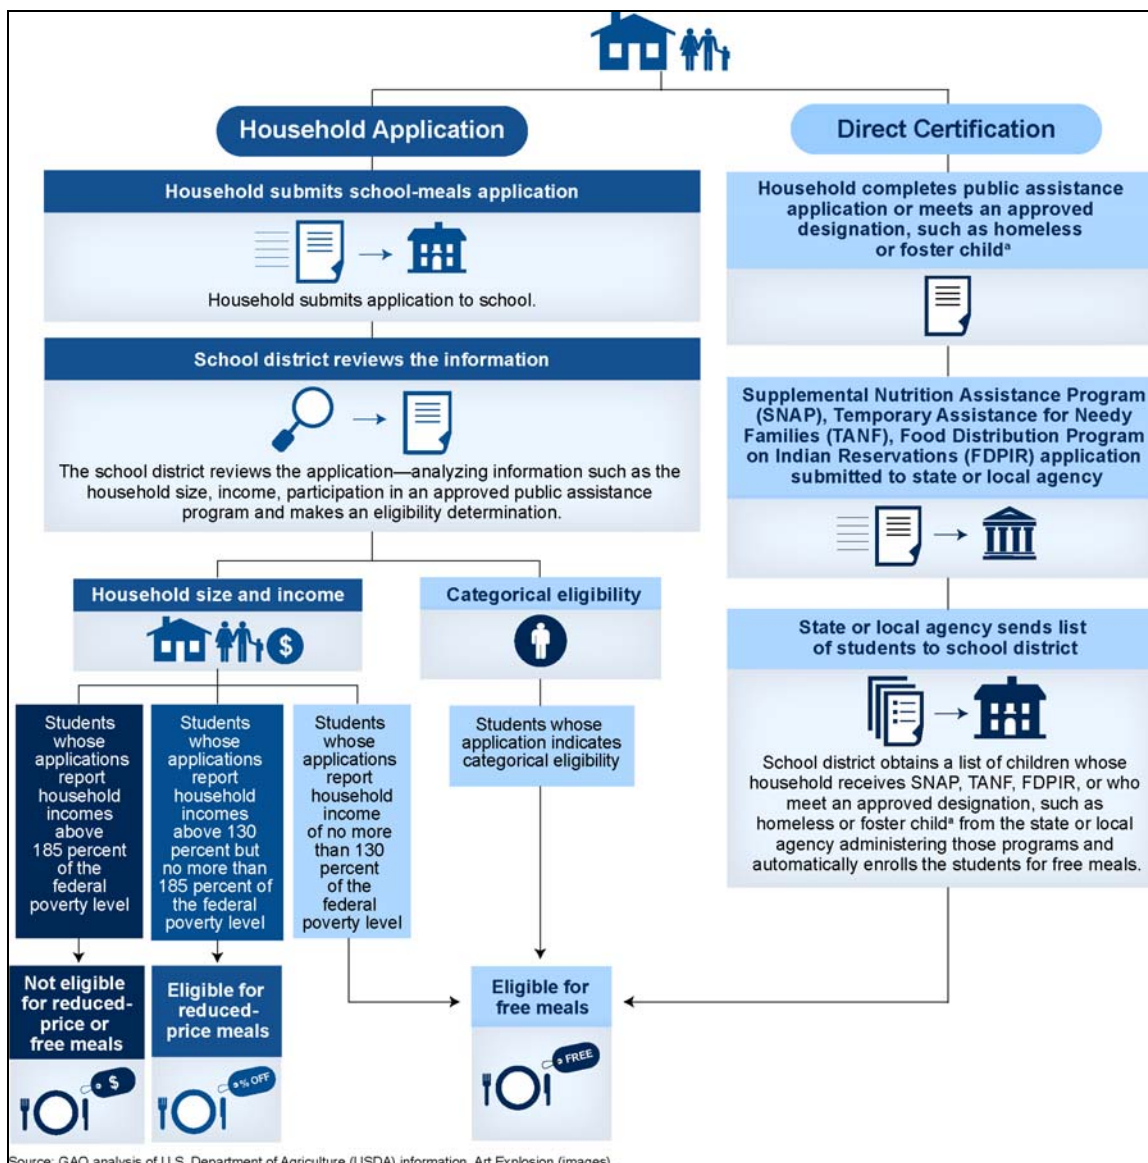 Household Application
Direct Certification
Household submits school-meals application
Household submits application to school.
School district reviews the information
The school district reviews the application—analyzing information such as the
household size, income, participation in an approved public assistance
program and makes an eligibility determination.
Household size and income
$
Categorical eligibility
Students
whose
applications
report
household
incomes
above
185 percent
of the
federal
poverty level
Students
whose
applications
report
household
incomes
above 130
percent but
no more than
185 percent of
the federal
poverty level
Students
whose
applications
report
household
income
of no more
than 130
percent
of the
federal
poverty level
Students whose
application indicates
categorical eligibility
Household completes public assistance
application or meets an approved
designation, such as homeless
or foster childᵃ
Supplemental Nutrition Assistance Program
(SNAP), Temporary Assistance for Needy
Families (TANF), Food Distribution Program
on Indian Reservations (FDPIR) application
submitted to state or local agency
State or local agency sends list
of students to school district
School district obtains a list of children whose
household receives SNAP, TANF, FDPIR, or who
meet an approved designation, such as
homeless or foster childᵃ from the state or local
agency administering those programs and
automatically enrolls the students for free meals.
Not eligible
for reduced-
price or
free meals
$
Eligible for
reduced-
price meals
% OFF
Eligible for
free meals
FREE
Source: GAO analysis of U.S. Department of Agriculture (USDA) information, Art Explosion (images)